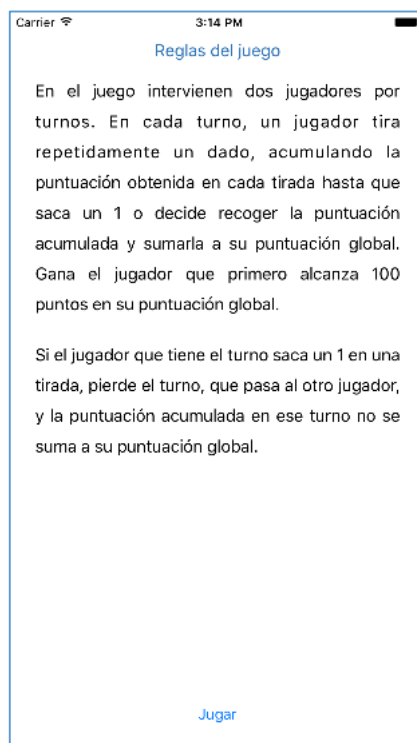 Carrier 3:14 PM
Reglas del juego
En el juego intervienen dos jugadores por
turnos. En cada turno, un jugador tira
repetidamente un dado, acumulando la
puntuación obtenida en cada tirada hasta que
saca un 1 o decide recoger la puntuación
acumulada y sumarla a su puntuación global.
Gana el jugador que primero alcanza 100
puntos en su puntuación global.
Si el jugador que tiene el turno saca un 1 en una
tirada, pierde el turno, que pasa al otro jugador,
y la puntuación acumulada en ese turno no se
suma a su puntuación global.
Jugar